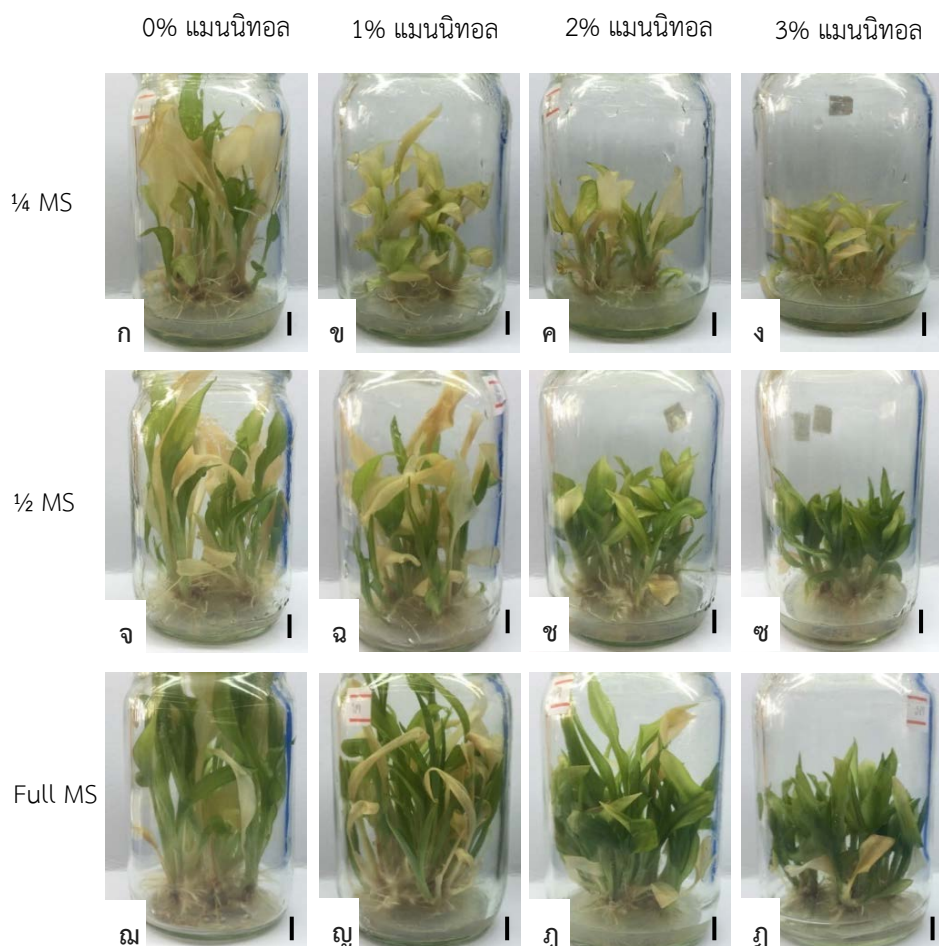 0% แมนนิทอล 1% แมนนิทอล 2% แมนนิทอล 3% แมนนิทอล
¼ MS
ก ข ค ง
½ MS
จ ฉ ช ซ
Full MS
ฌ ญ ฎ ฏ